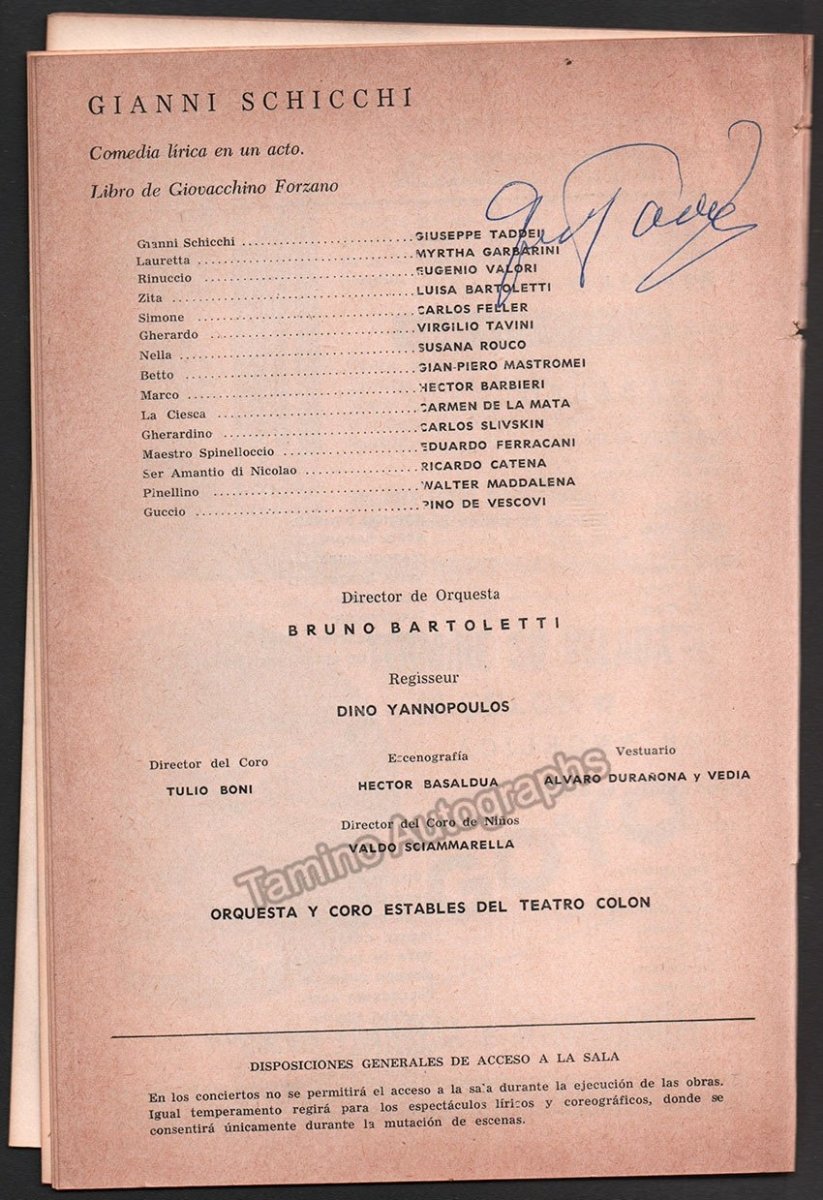 GIANNI SCHICCHI
Comedia lírica en un acto.
Libro de Giovacchino Forzano
Gianni Schicchi ........................ GIUSEPPE TADDEI
Lauretta ........................ MYRTHA GARBARINI
Rinuccio ........................ EUGENIO VALORI
Zita ........................ LUISA BARTOLETTI
Simone ........................ CARLOS FELLER
Gherardo ........................ VIRGILIO TAVINI
Nella ........................ SUSANA ROUCO
Betto ........................ GIAN-PIERO MASTROMEI
Marco ........................ HECTOR BARBIERI
La Ciesca ........................ CARMEN DE LA MATA
Gherardino ........................ CARLOS SLIVSKIN
Maestro Spinelloccio ........................ EDUARDO FERRACANI
Ser Amantio di Nicolao ........................ RICARDO CATENA
Pinellino ........................ WALTER MADDALENA
Guccio ........................ PINO DE VESCOVI
Director de Orquesta
BRUNO BARTOLETTI
Regisseur
DINO YANNOPOULOS
Director del Coro Escenografía Vestuario
TULIO BONI HECTOR BASALDUA ALVARO DURAÑONA y VEDIA
Director del Coro de Niños
VALDO SCIAMMARELLA
Tamino Autographs
ORQUESTA Y CORO ESTABLES DEL TEATRO COLON
DISPOSICIONES GENERALES DE ACCESO A LA SALA
En los conciertos no se permitirá el acceso a la sala durante la ejecución de las obras.
Igual temperamento regirá para los espectáculos líricos y coreográficos, donde se
consentirá únicamente durante la mutación de escenas.